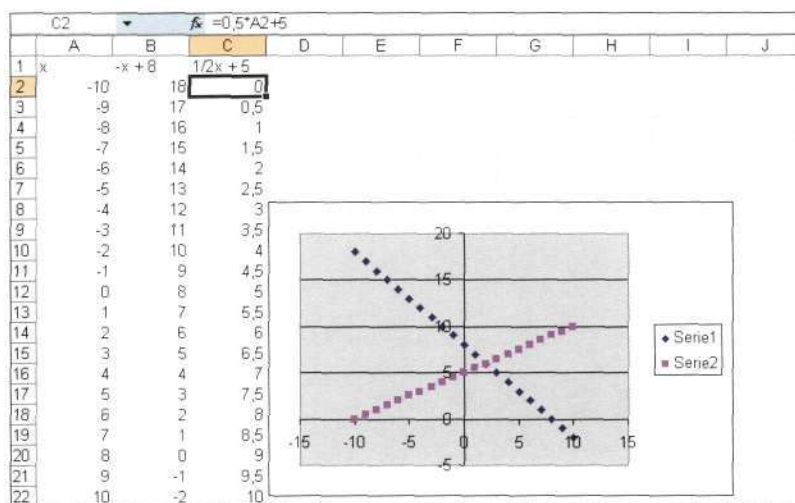 C2 fx =0,5*A2+5
A B C D E F G H I J
1 x -x + 8 1/2x + 5
2 -10 18 0
3 -9 17 0,5
4 -8 16 1
5 -7 15 1,5
6 -6 14 2
7 -5 13 2,5
8 -4 12 3
9 -3 11 3,5
10 -2 10 4
11 -1 9 4,5
12 0 8 5
13 1 7 5,5
14 2 6 6
15 3 5 6,5
16 4 4 7
17 5 3 7,5
18 6 2 8
19 7 1 8,5
20 8 0 9
21 9 -1 9,5
22 10 -2 10
20
15
10
5
0
-15 -10 -5 0 5 10 15
-5
Serie1
Serie2